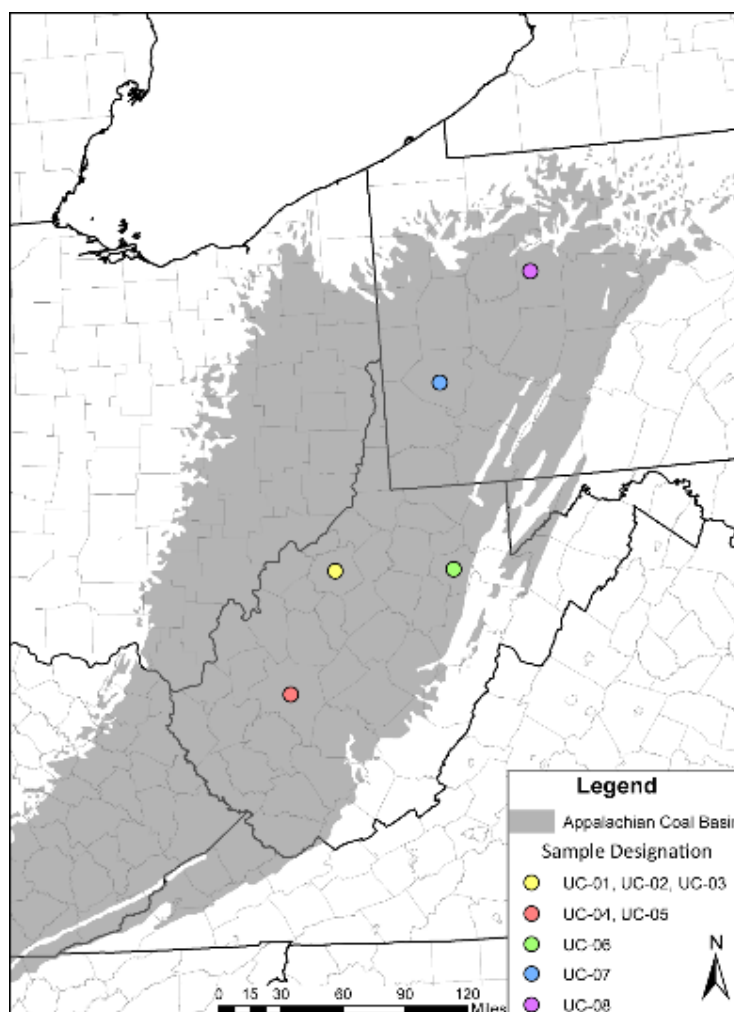 Legend
Appalachian Coal Basin
Sample Designation
UC-01, UC-02, UC-03
UC-04, UC-05
UC-06
UC-07
UC-08
N
0 15 30 60 90 120
Miles